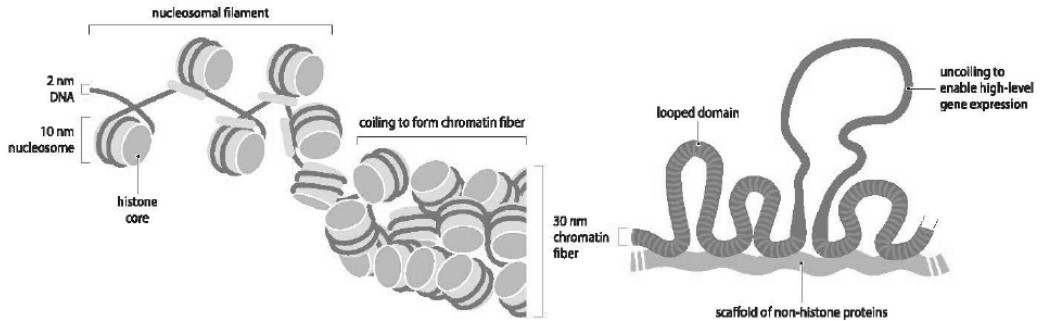 nucleosomal filament
2 nm
DNA
10 nm
nucleosome
histone
core
coiling to form chromatin fiber
30 nm
chromatin
fiber
looped domain
uncoiling to
enable high-level
gene expression
scaffold of non-histone proteins